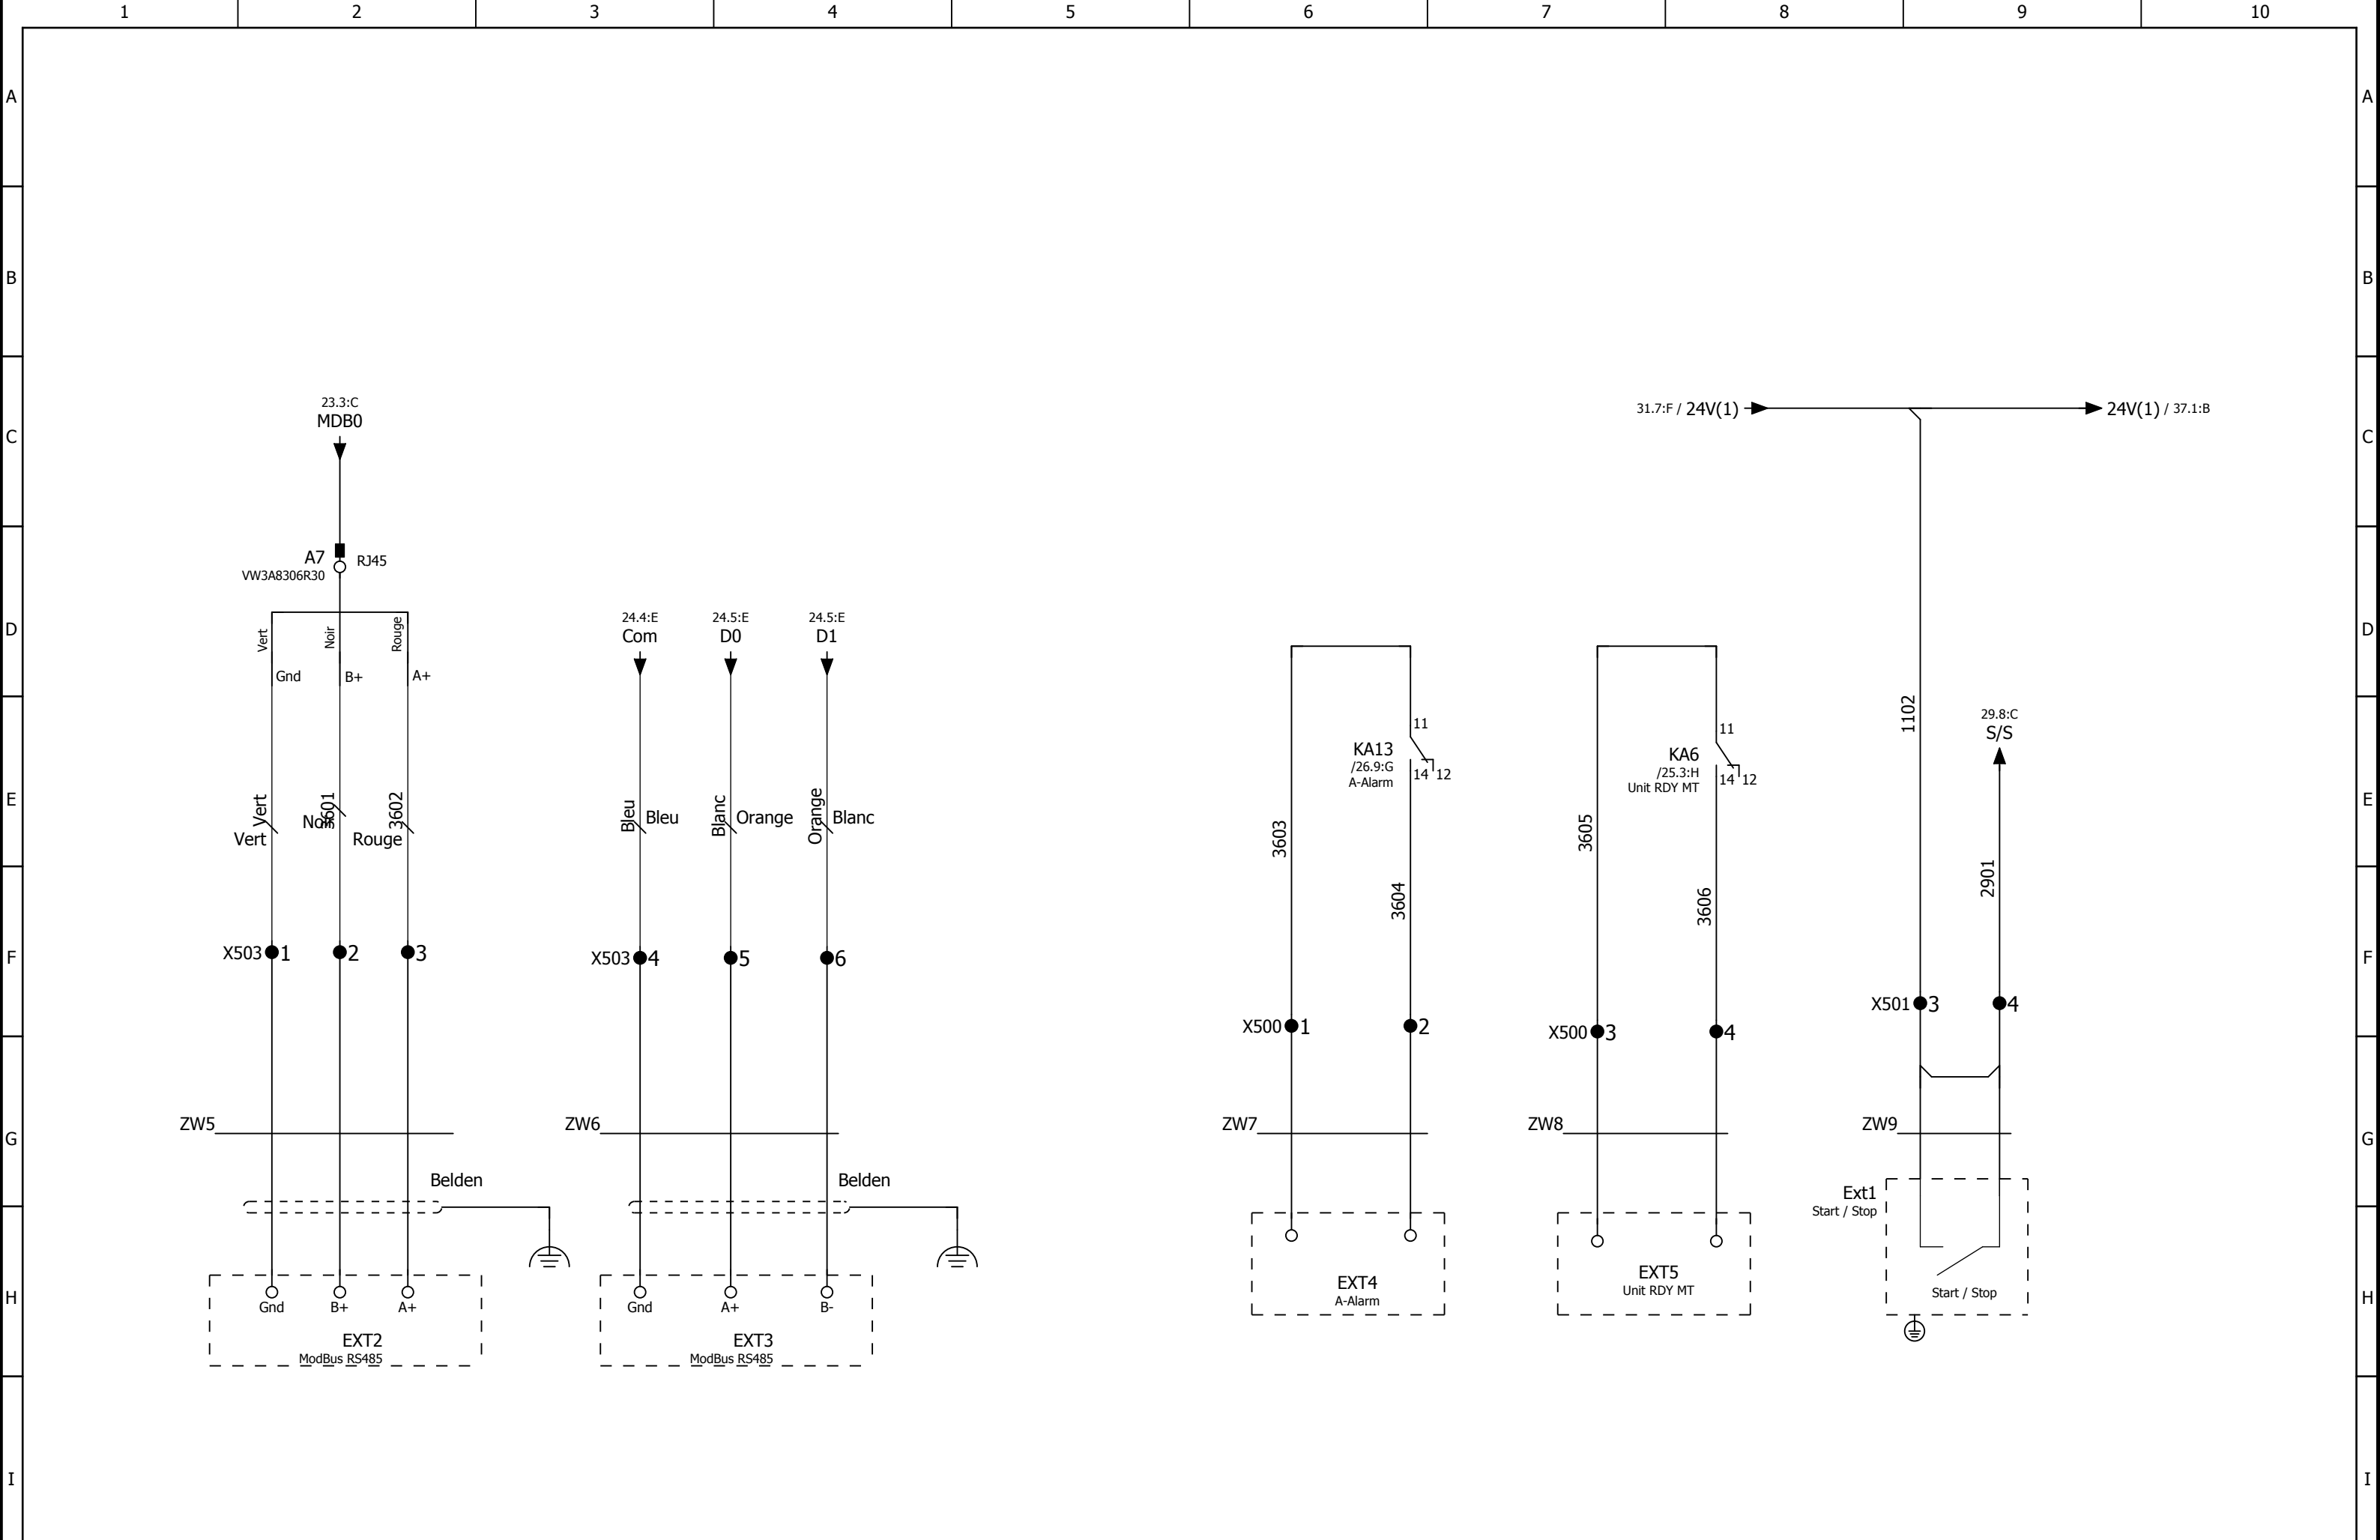 1 2 3 4 5 6 7 8 9 10
A A
B B
C C
D D
E E
F F
G G
H H
I I
23.3:C
MDB0
A7
VW3A8306R30
RJ45
Vert
Noir
Rouge
Gnd
B+
A+
Vert
3601
3602
Vert
Noir
Rouge
X503 1 2 3
ZW5
Belden
Gnd B+ A+
EXT2
ModBus RS485
24.4:E 24.5:E 24.5:E
Com D0 D1
Bleu
Bleu
Blanc
Orange
Orange
Blanc
X503 4 5 6
ZW6
Belden
Gnd A+ B-
EXT3
ModBus RS485
11
KA13
/26.9:G
A-Alarm
14 12
3603
3604
X500 1 2
ZW7
EXT4
A-Alarm
11
KA6
/25.3:H
Unit RDY MT
14 12
3605
3606
X500 3 4
ZW8
EXT5
Unit RDY MT
31.7:F / 24V(1)
24V(1) / 37.1:B
1102
29.8:C
S/S
2901
X501 3 4
ZW9
Ext1
Start / Stop
Start / Stop